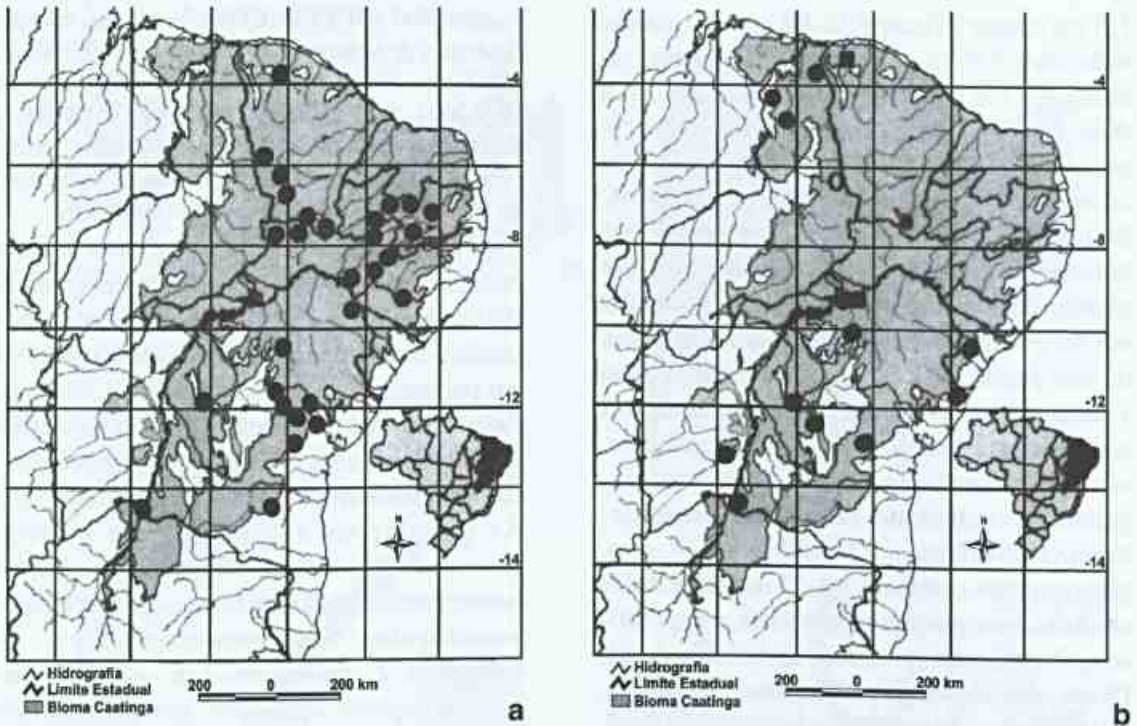 -4
-8
-12
-14
N
Hidrografia
Limite Estadual
Bioma Caatinga
200 0 200 km
a
-4
-8
-12
-14
N
Hidrografia
Limite Estadual
Bioma Caatinga
200 0 200 km
b